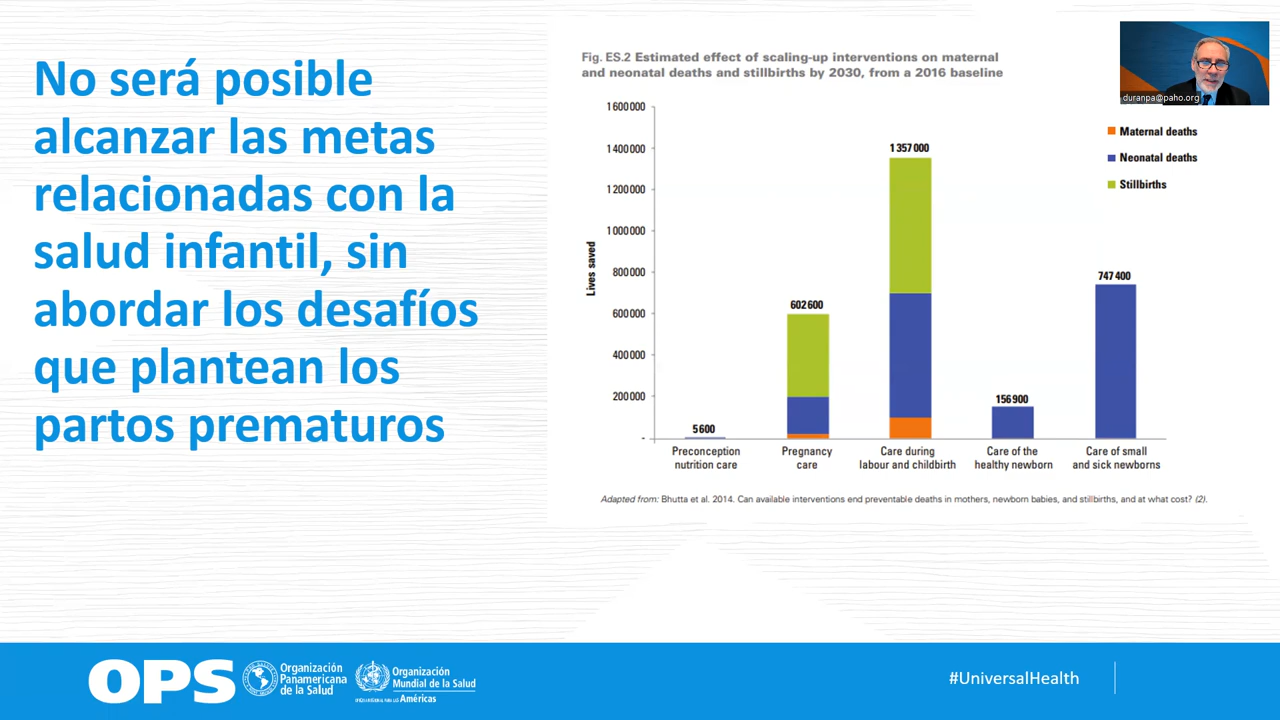 No será posible
alcanzar las metas
relacionadas con la
salud infantil, sin
abordar los desafíos
que plantean los
partos prematuros
Fig. ES.2 Estimated effect of scaling-up interventions on maternal
and neonatal deaths and stillbirths by 2030, from a 2016 baseline
duranpa@paho.org
Maternal deaths
Neonatal deaths
Stillbirths
Lives saved
1 600 000
1 400 000
1 200 000
1 000 000
800 000
600 000
400 000
200 000
-
5 600
602 600
1 357 000
156 900
747 400
Preconception
nutrition care
Pregnancy
care
Care during
labour and childbirth
Care of the
healthy newborn
Care of small
and sick newborns
Adapted from: Bhutta et al. 2014. Can available interventions end preventable deaths in mothers, newborn babies, and stillbirths, and at what cost? (2).
OPS
Organización
Panamericana
de la Salud
Organización
Mundial de la Salud
Américas
#UniversalHealth